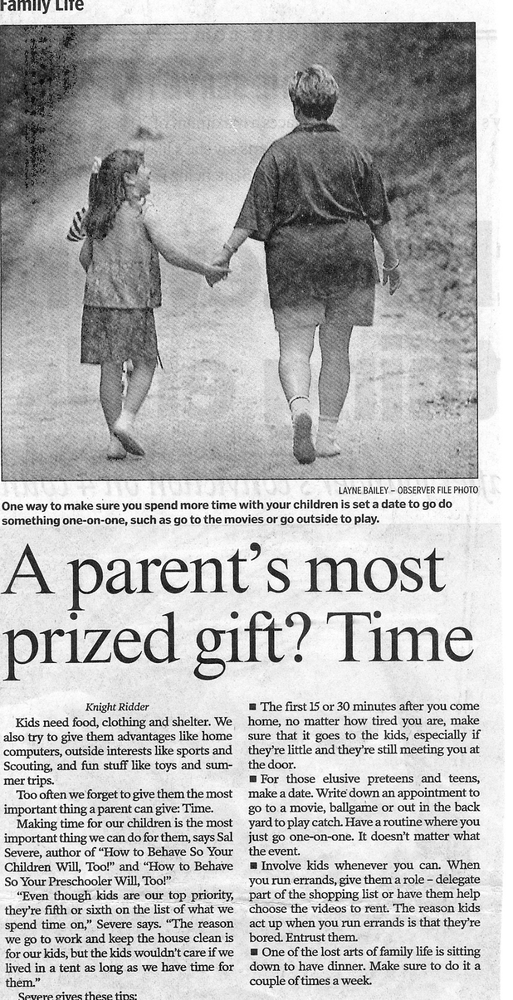 Family Life
LAYNE BAILEY – OBSERVER FILE PHOTO
One way to make sure you spend more time with your children is set a date to go do
something one-on-one, such as go to the movies or go outside to play.
A parent's most
prized gift? Time
Knight Ridder
Kids need food, clothing and shelter. We
also try to give them advantages like home
computers, outside interests like sports and
Scouting, and fun stuff like toys and sum-
mer trips.
Too often we forget to give them the most
important thing a parent can give: Time.
Making time for our children is the most
important thing we can do for them, says Sal
Severe, author of “How to Behave So Your
Children Will, Too!” and “How to Behave
So Your Preschooler Will, Too!”
“Even though kids are our top priority,
they're fifth or sixth on the list of what we
spend time on,” Severe says. “The reason
we go to work and keep the house clean is
for our kids, but the kids wouldn't care if we
lived in a tent as long as we have time for
them.”
Severe gives these tips:
■ The first 15 or 30 minutes after you come
home, no matter how tired you are, make
sure that it goes to the kids, especially if
they're little and they're still meeting you at
the door.
■ For those elusive preteens and teens,
make a date. Write down an appointment to
go to a movie, ballgame or out in the back
yard to play catch. Have a routine where you
just go one-on-one. It doesn't matter what
the event.
■ Involve kids whenever you can. When
you run errands, give them a role – delegate
part of the shopping list or have them help
choose the videos to rent. The reason kids
act up when you run errands is that they're
bored. Entrust them.
■ One of the lost arts of family life is sitting
down to have dinner. Make sure to do it a
couple of times a week.